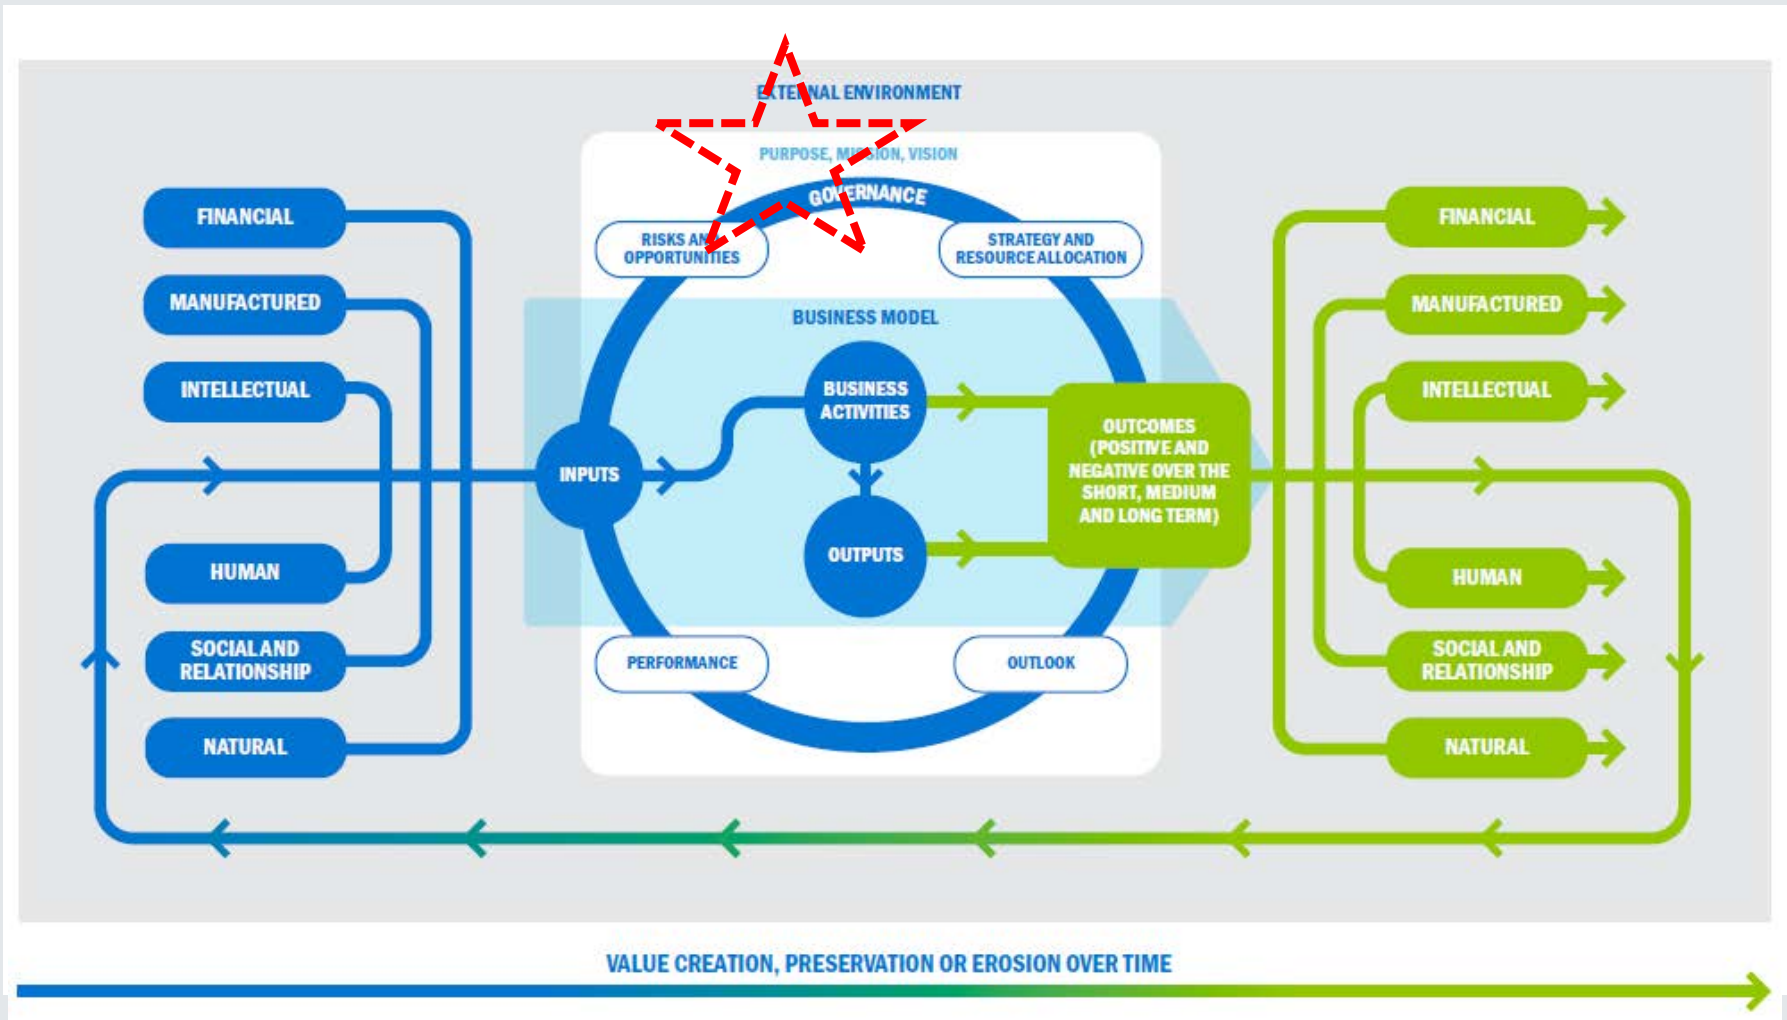 EXTERNAL ENVIRONMENT
PURPOSE, MISSION, VISION
GOVERNANCE
RISKS AND
OPPORTUNITIES
STRATEGY AND
RESOURCE ALLOCATION
FINANCIAL
MANUFACTURED
INTELLECTUAL
HUMAN
SOCIAL AND
RELATIONSHIP
NATURAL
BUSINESS MODEL
INPUTS
BUSINESS
ACTIVITIES
OUTPUTS
OUTCOMES
(POSITIVE AND
NEGATIVE OVER THE
SHORT, MEDIUM
AND LONG TERM)
PERFORMANCE
OUTLOOK
FINANCIAL
MANUFACTURED
INTELLECTUAL
HUMAN
SOCIAL AND
RELATIONSHIP
NATURAL
VALUE CREATION, PRESERVATION OR EROSION OVER TIME